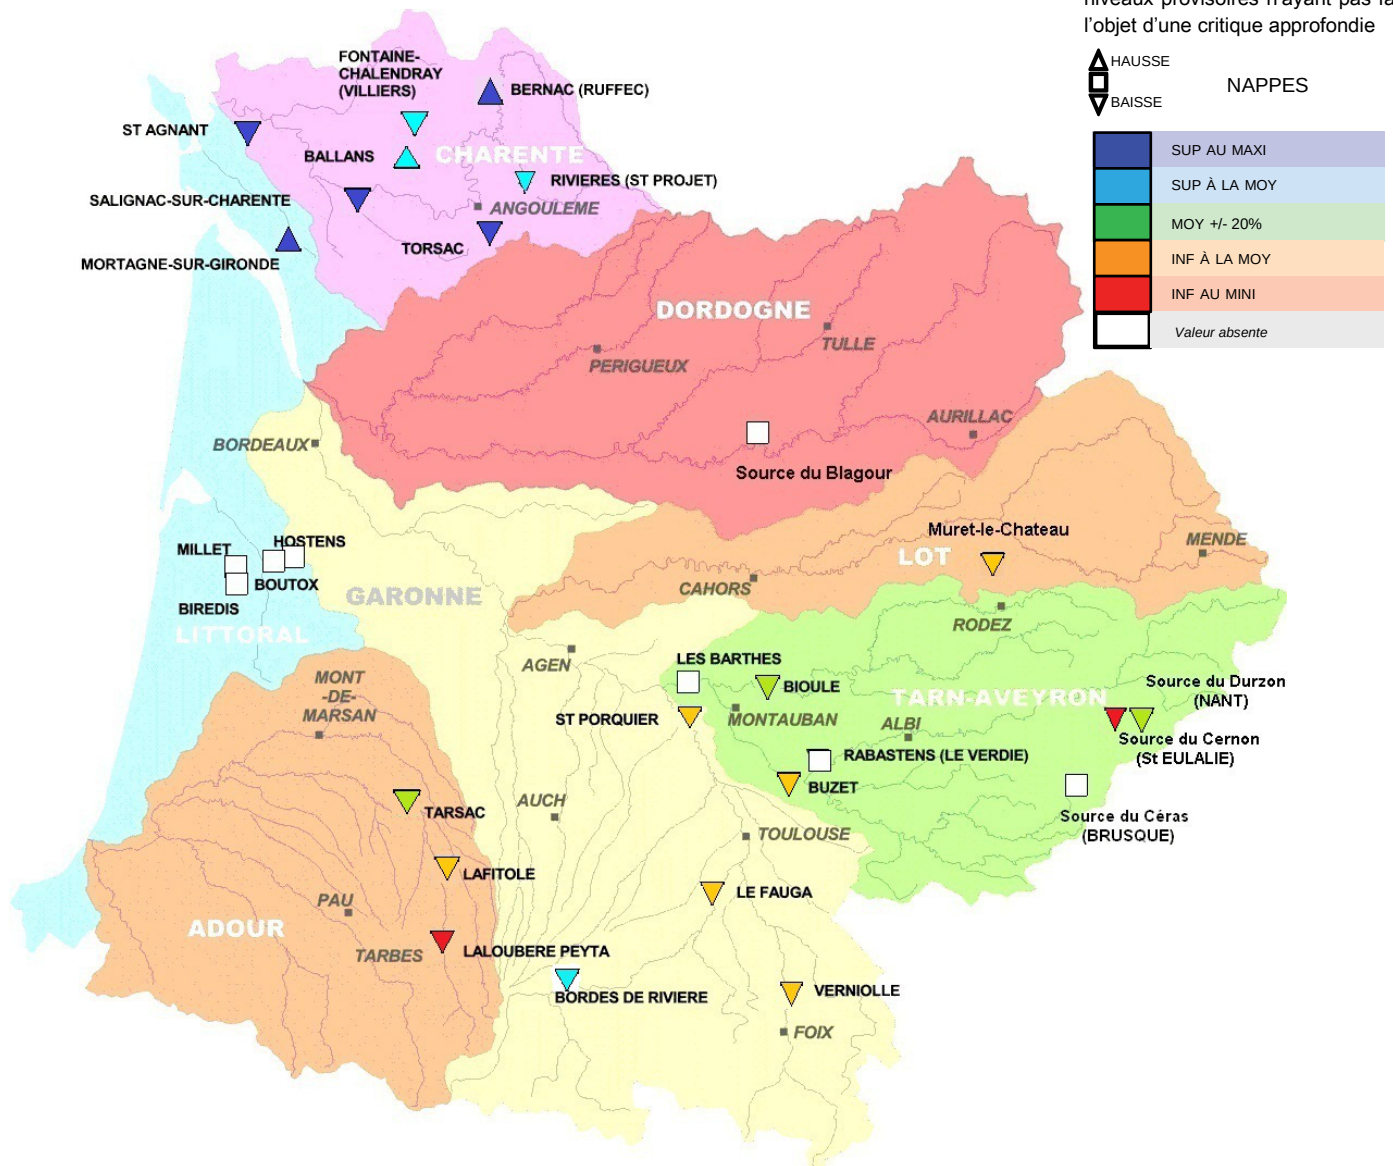 l'objet d'une critique approfondie
HAUSSE
NAPPES
BAISSE
SUP AU MAXI
SUP À LA MOY
MOY +/- 20%
INF À LA MOY
INF AU MINI
Valeur absente
FONTAINE-
CHALENDRAY
(VILLIERS)
BERNAC (RUFFEC)
ST AGNANT
BALLANS
CHARENTE
RIVIERES (ST PROJET)
SALIGNAC-SUR-CHARENTE
ANGOULEME
TORSAC
MORTAGNE-SUR-GIRONDE
DORDOGNE
TULLE
PERIGUEUX
AURILLAC
BORDEAUX
Source du Blagour
Muret-le-Chateau
MENDE
LOT
HOSTENS
MILLET
BOUTOX
BIREDIS
CAHORS
GARONNE
RODEZ
LITTORAL
AGEN
LES BARTHES
BIOULE
MONT
-DE-
MARSAN
TARN-AVEYRON
Source du Durzon
(NANT)
ST PORQUIER
MONTAUBAN
ALBI
Source du Cernon
(St EULALIE)
RABASTENS (LE VERDIE)
BUZET
TARSAC
AUCH
TOULOUSE
Source du Céras
(BRUSQUE)
LAFITOLE
LE FAUGA
PAU
ADOUR
TARBES
LALOUBERE PEYTA
BORDES DE RIVIERE
VERNIOLLE
FOIX